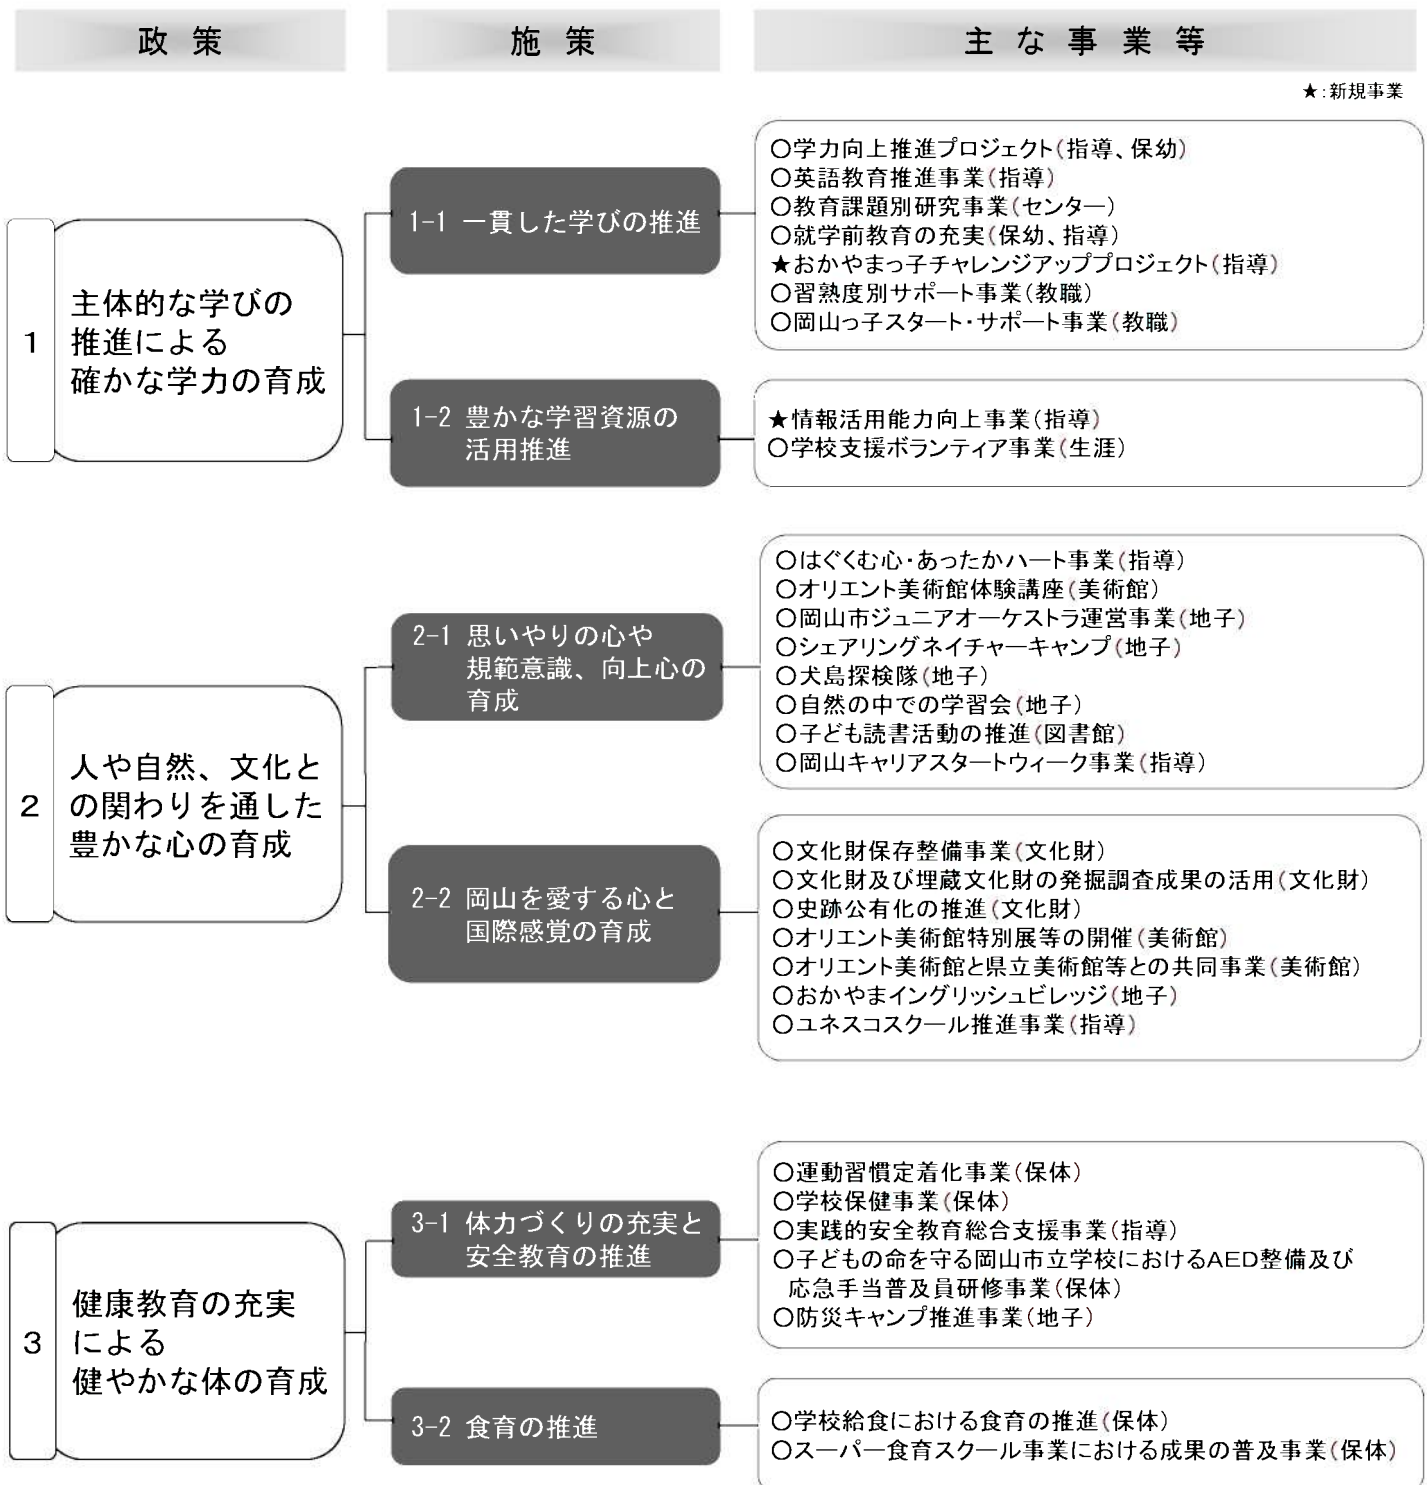 政策
施策
主な事業等
★:新規事業
1
主体的な学びの
推進による
確かな学力の育成
1-1 一貫した学びの推進
○学力向上推進プロジェクト(指導、保幼)
○英語教育推進事業(指導)
○教育課題別研究事業(センター)
○就学前教育の充実(保幼、指導)
★おかやまっ子チャレンジアッププロジェクト(指導)
○習熟度別サポート事業(教職)
○岡山っ子スタート・サポート事業(教職)
1-2 豊かな学習資源の
活用推進
★情報活用能力向上事業(指導)
○学校支援ボランティア事業(生涯)
2
人や自然、文化と
の関わりを通した
豊かな心の育成
2-1 思いやりの心や
規範意識、向上心の
育成
○はぐくむ心・あったかハート事業(指導)
○オリエント美術館体験講座(美術館)
○岡山市ジュニアオーケストラ運営事業(地子)
○シェアリングネイチャーキャンプ(地子)
○犬島探検隊(地子)
○自然の中での学習会(地子)
○子ども読書活動の推進(図書館)
○岡山キャリアスタートウィーク事業(指導)
2-2 岡山を愛する心と
国際感覚の育成
○文化財保存整備事業(文化財)
○文化財及び埋蔵文化財の発掘調査成果の活用(文化財)
○史跡公有化の推進(文化財)
○オリエント美術館特別展等の開催(美術館)
○オリエント美術館と県立美術館等との共同事業(美術館)
○おかやまイングリッシュビレッジ(地子)
○ユネスコスクール推進事業(指導)
3
健康教育の充実
による
健やかな体の育成
3-1 体力づくりの充実と
安全教育の推進
○運動習慣定着化事業(保体)
○学校保健事業(保体)
○実践的安全教育総合支援事業(指導)
○子どもの命を守る岡山市立学校におけるAED整備及び
応急手当普及員研修事業(保体)
○防災キャンプ推進事業(地子)
3-2 食育の推進
○学校給食における食育の推進(保体)
○スーパー食育スクール事業における成果の普及事業(保体)